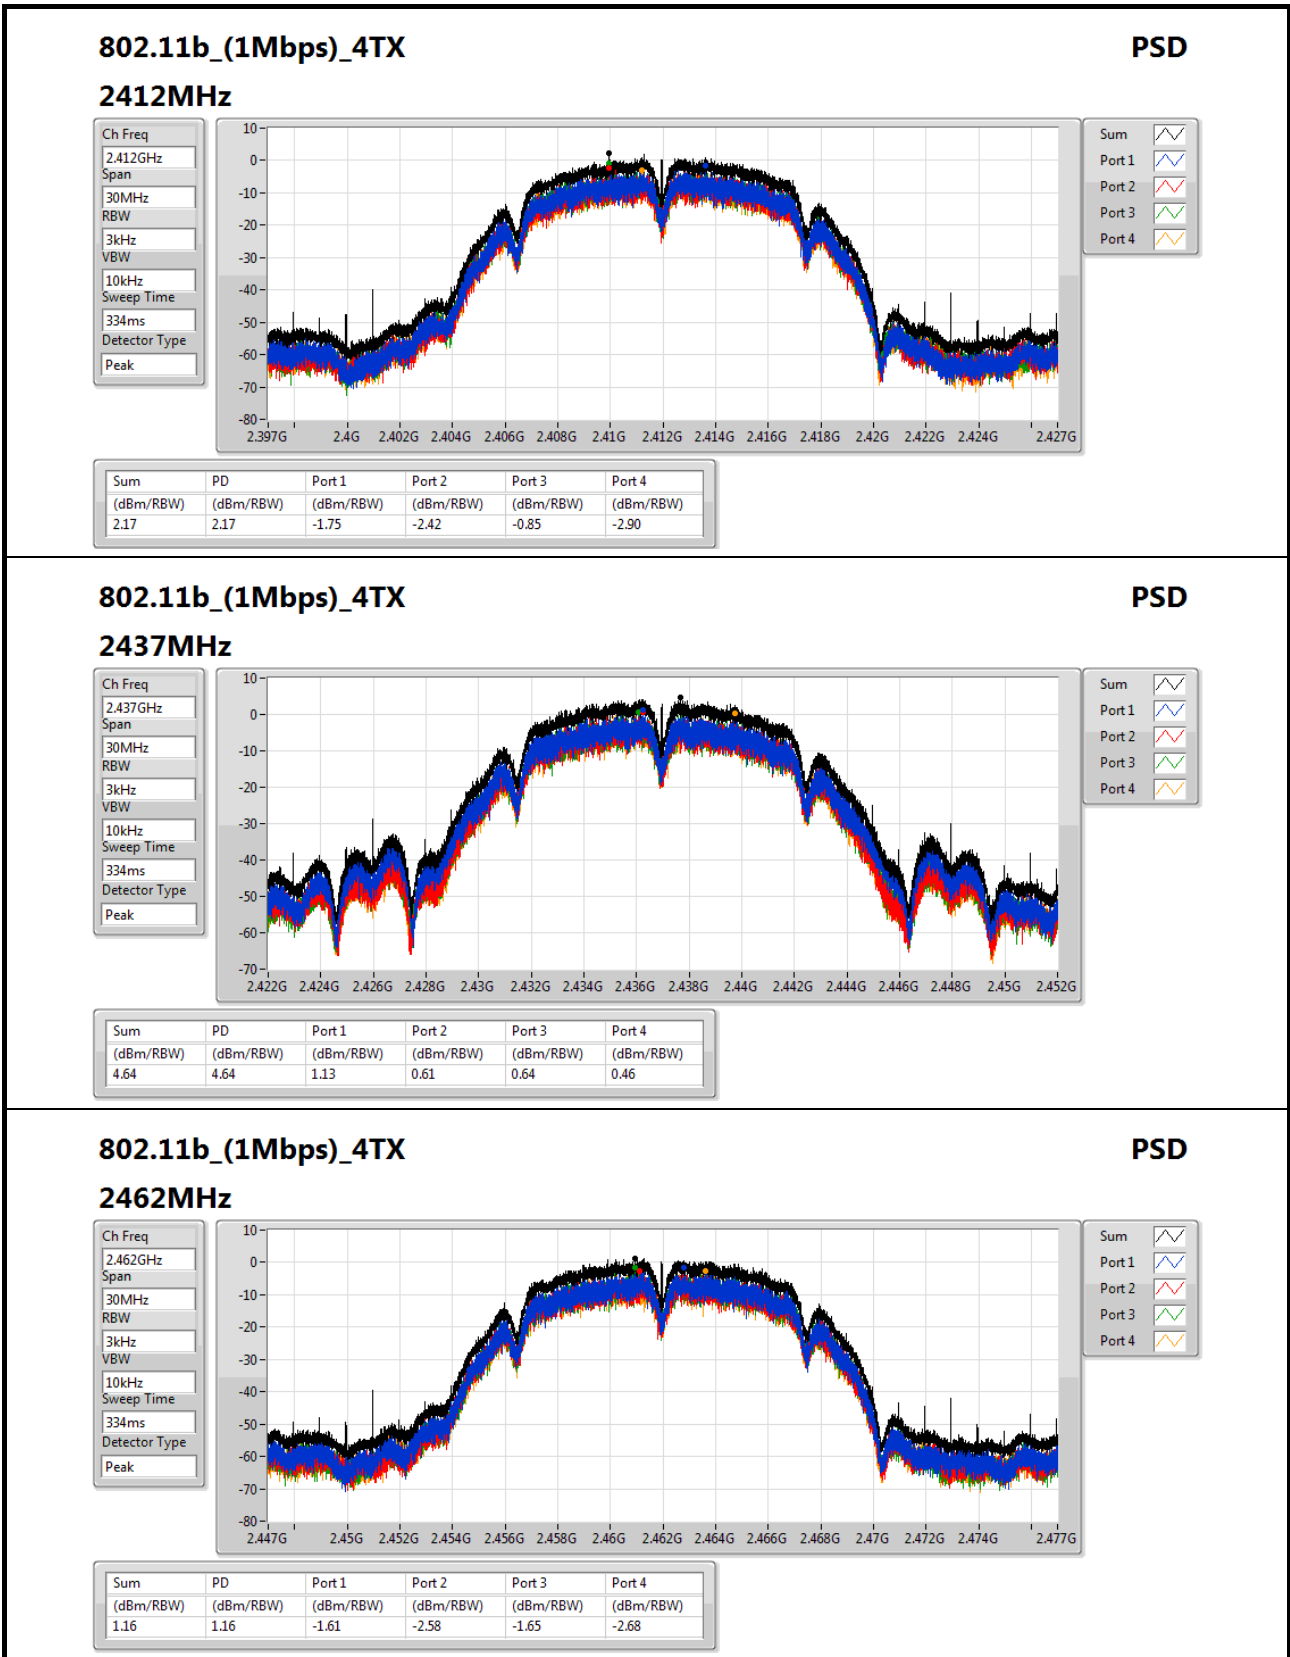 802.11b_(1Mbps)_4TX PSD
2412MHz
Ch Freq
2.412GHz
Span
30MHz
RBW
3kHz
VBW
10kHz
Sweep Time
334ms
Detector Type
Peak
10
0
-10
-20
-30
-40
-50
-60
-70
-80
2.397G 2.4G 2.402G 2.404G 2.406G 2.408G 2.41G 2.412G 2.414G 2.416G 2.418G 2.42G 2.422G 2.424G 2.427G
Sum
Port 1
Port 2
Port 3
Port 4
Sum PD Port 1 Port 2 Port 3 Port 4
(dBm/RBW) (dBm/RBW) (dBm/RBW) (dBm/RBW) (dBm/RBW) (dBm/RBW)
2.17 2.17 -1.75 -2.42 -0.85 -2.90
802.11b_(1Mbps)_4TX PSD
2437MHz
Ch Freq
2.437GHz
Span
30MHz
RBW
3kHz
VBW
10kHz
Sweep Time
334ms
Detector Type
Peak
10
0
-10
-20
-30
-40
-50
-60
-70
2.422G 2.424G 2.426G 2.428G 2.43G 2.432G 2.434G 2.436G 2.438G 2.44G 2.442G 2.444G 2.446G 2.448G 2.45G 2.452G
Sum
Port 1
Port 2
Port 3
Port 4
Sum PD Port 1 Port 2 Port 3 Port 4
(dBm/RBW) (dBm/RBW) (dBm/RBW) (dBm/RBW) (dBm/RBW) (dBm/RBW)
4.64 4.64 1.13 0.61 0.64 0.46
802.11b_(1Mbps)_4TX PSD
2462MHz
Ch Freq
2.462GHz
Span
30MHz
RBW
3kHz
VBW
10kHz
Sweep Time
334ms
Detector Type
Peak
10
0
-10
-20
-30
-40
-50
-60
-70
-80
2.447G 2.45G 2.452G 2.454G 2.456G 2.458G 2.46G 2.462G 2.464G 2.466G 2.468G 2.47G 2.472G 2.474G 2.477G
Sum
Port 1
Port 2
Port 3
Port 4
Sum PD Port 1 Port 2 Port 3 Port 4
(dBm/RBW) (dBm/RBW) (dBm/RBW) (dBm/RBW) (dBm/RBW) (dBm/RBW)
1.16 1.16 -1.61 -2.58 -1.65 -2.68